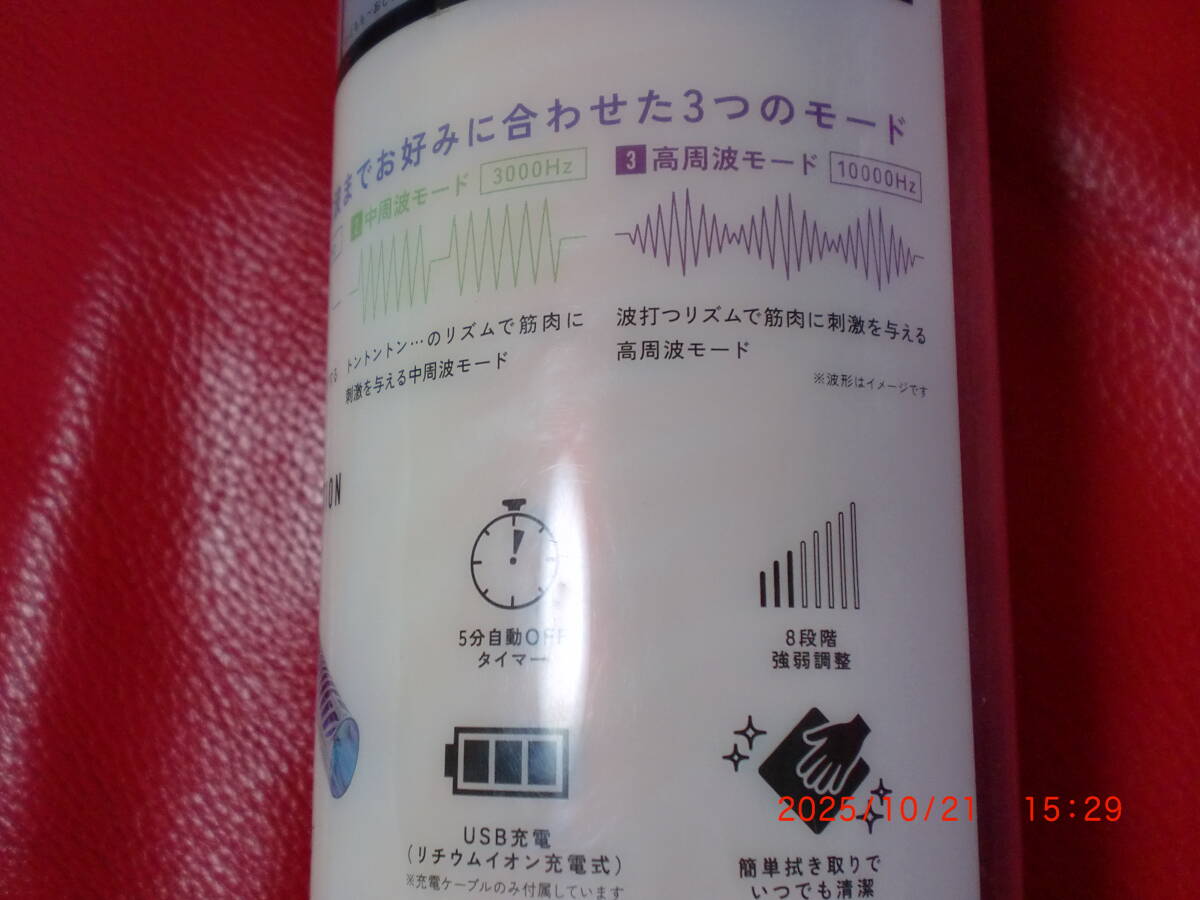 までお好みに合わせた3つのモード
中周波モード 3000Hz
3 高周波モード 10000Hz
トントントン…のリズムで筋肉に
刺激を与える中周波モード
波打つリズムで筋肉に刺激を与える
高周波モード
※波形はイメージです
ION
5分自動OFF
タイマー
8段階
強弱調整
USB充電
(リチウムイオン充電式)
※充電ケーブルのみ付属しています
簡単拭き取りで
いつでも清潔
2025/10/21 15:29